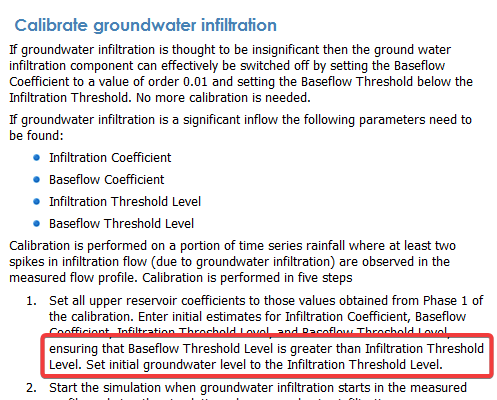 Calibrate groundwater infiltration
If groundwater infiltration is thought to be insignificant then the ground water
infiltration component can effectively be switched off by setting the Baseflow
Coefficient to a value of order 0.01 and setting the Baseflow Threshold below the
Infiltration Threshold. No more calibration is needed.
If groundwater infiltration is a significant inflow the following parameters need to
be found:
Infiltration Coefficient
Baseflow Coefficient
Infiltration Threshold Level
Baseflow Threshold Level
Calibration is performed on a portion of time series rainfall where at least two
spikes in infiltration flow (due to groundwater infiltration) are observed in the
measured flow profile. Calibration is performed in five steps
1. Set all upper reservoir coefficients to those values obtained from Phase 1 of
the calibration. Enter initial estimates for Infiltration Coefficient, Baseflow
Coefficient, Infiltration Threshold Level, and Baseflow Threshold Level,
ensuring that Baseflow Threshold Level is greater than Infiltration Threshold
Level. Set initial groundwater level to the Infiltration Threshold Level.
2. Start the simulation when groundwater infiltration starts in the measured